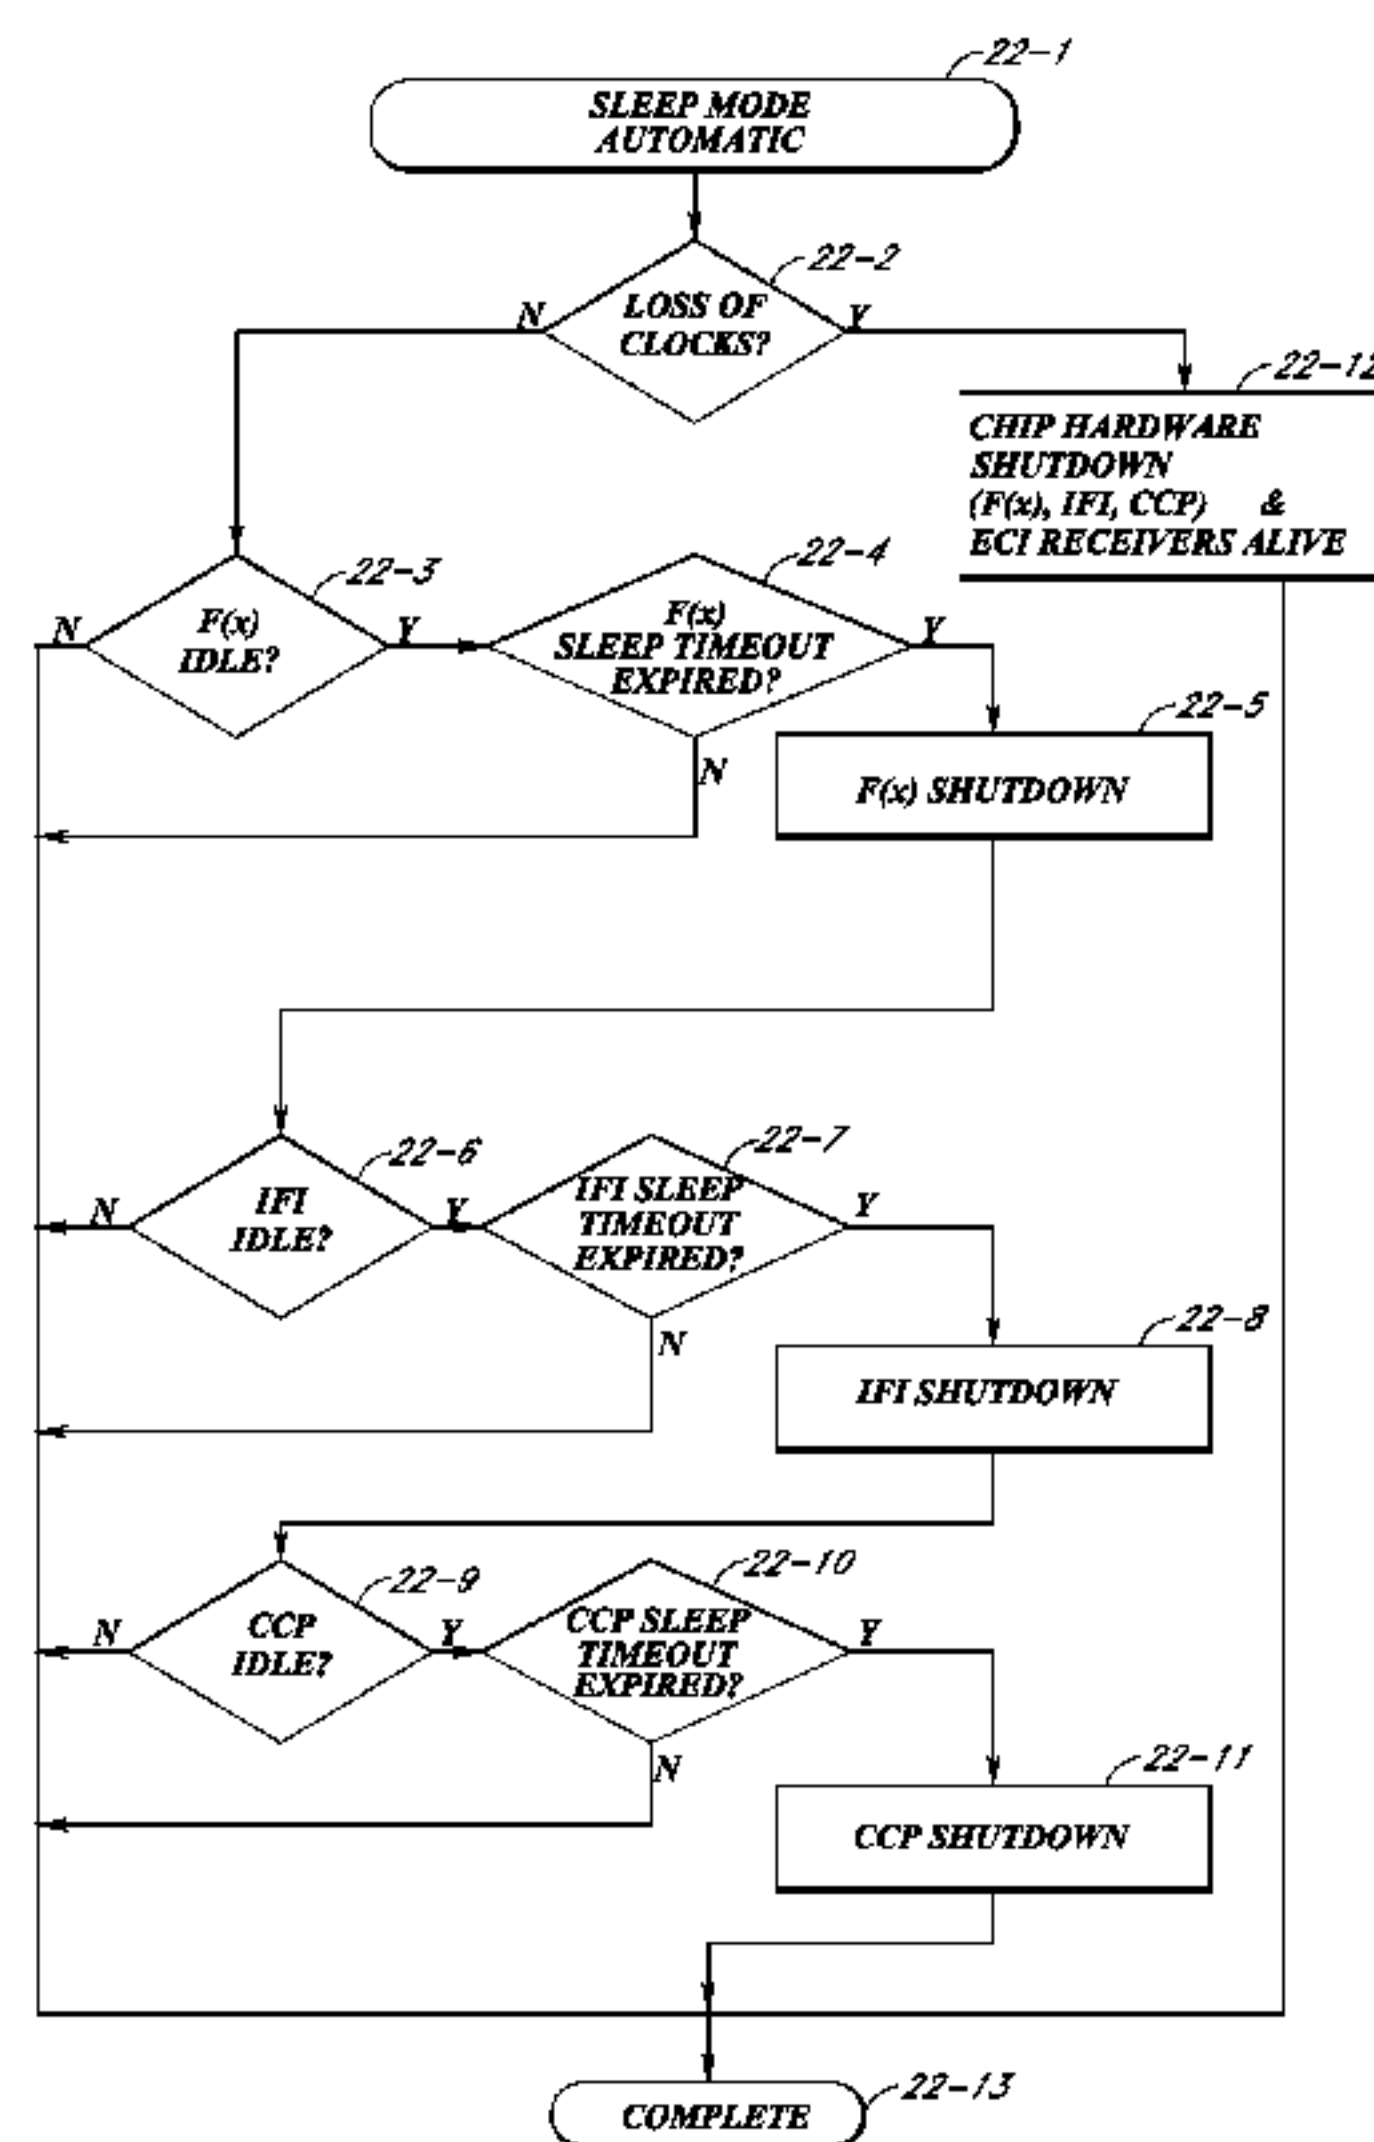 22-1
SLEEP MODE
AUTOMATIC
22-2
LOSS OF
CLOCKS?
N
Y
22-12
CHIP HARDWARE
SHUTDOWN
(F(x), IFI, CCP) &
ECI RECEIVERS ALIVE
22-3
F(x)
IDLE?
N
Y
22-4
F(x)
SLEEP TIMEOUT
EXPIRED?
Y
N
22-5
F(x) SHUTDOWN
22-6
IFI
IDLE?
N
Y
22-7
IFI SLEEP
TIMEOUT
EXPIRED?
Y
N
22-8
IFI SHUTDOWN
22-9
CCP
IDLE?
N
Y
22-10
CCP SLEEP
TIMEOUT
EXPIRED?
Y
N
22-11
CCP SHUTDOWN
22-13
COMPLETE